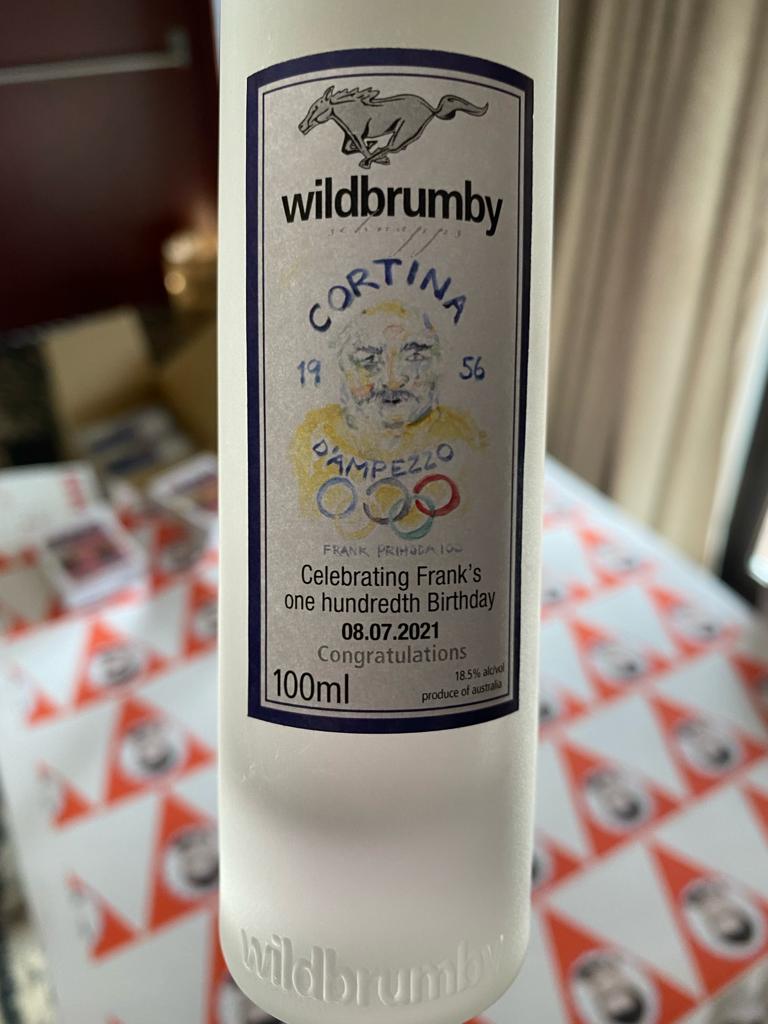 wildbrumby
schnapps
CORTINA
19 56
D'AMPEZZO
FRANK PRIHODA 100
Celebrating Frank's
one hundredth Birthday
08.07.2021
Congratulations
100ml
18.5% alc/vol
produce of australia
wildbrumby